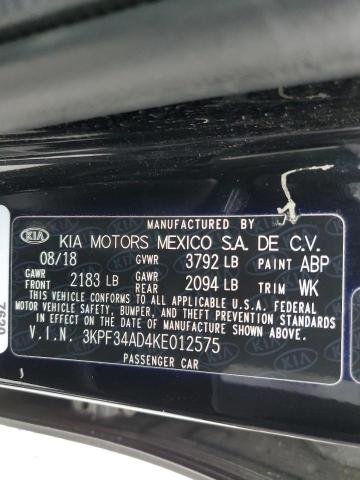 MANUFACTURED BY
KIA KIA MOTORS MEXICO S.A. DE C.V.
08/18 GVWR 3792 LB PAINT ABP
GAWR FRONT 2183 LB GAWR REAR 2094 LB TRIM WK
THIS VEHICLE CONFORMS TO ALL APPLICABLE U.S.A. FEDERAL
MOTOR VEHICLE SAFETY, BUMPER, AND THEFT PREVENTION STANDARDS
IN EFFECT ON THE DATE OF MANUFACTURE SHOWN ABOVE.
V.I.N. 3KPF34AD4KE012575
PASSENGER CAR